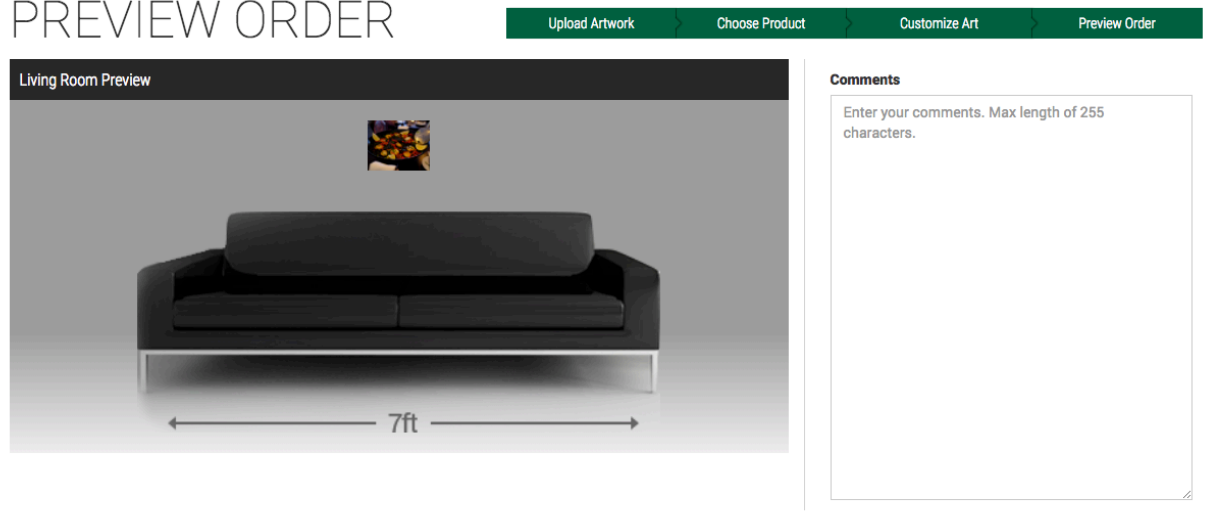 PREVIEW ORDER
Upload Artwork
Choose Product
Customize Art
Preview Order
Living Room Preview
7ft
Comments
Enter your comments. Max length of 255
characters.